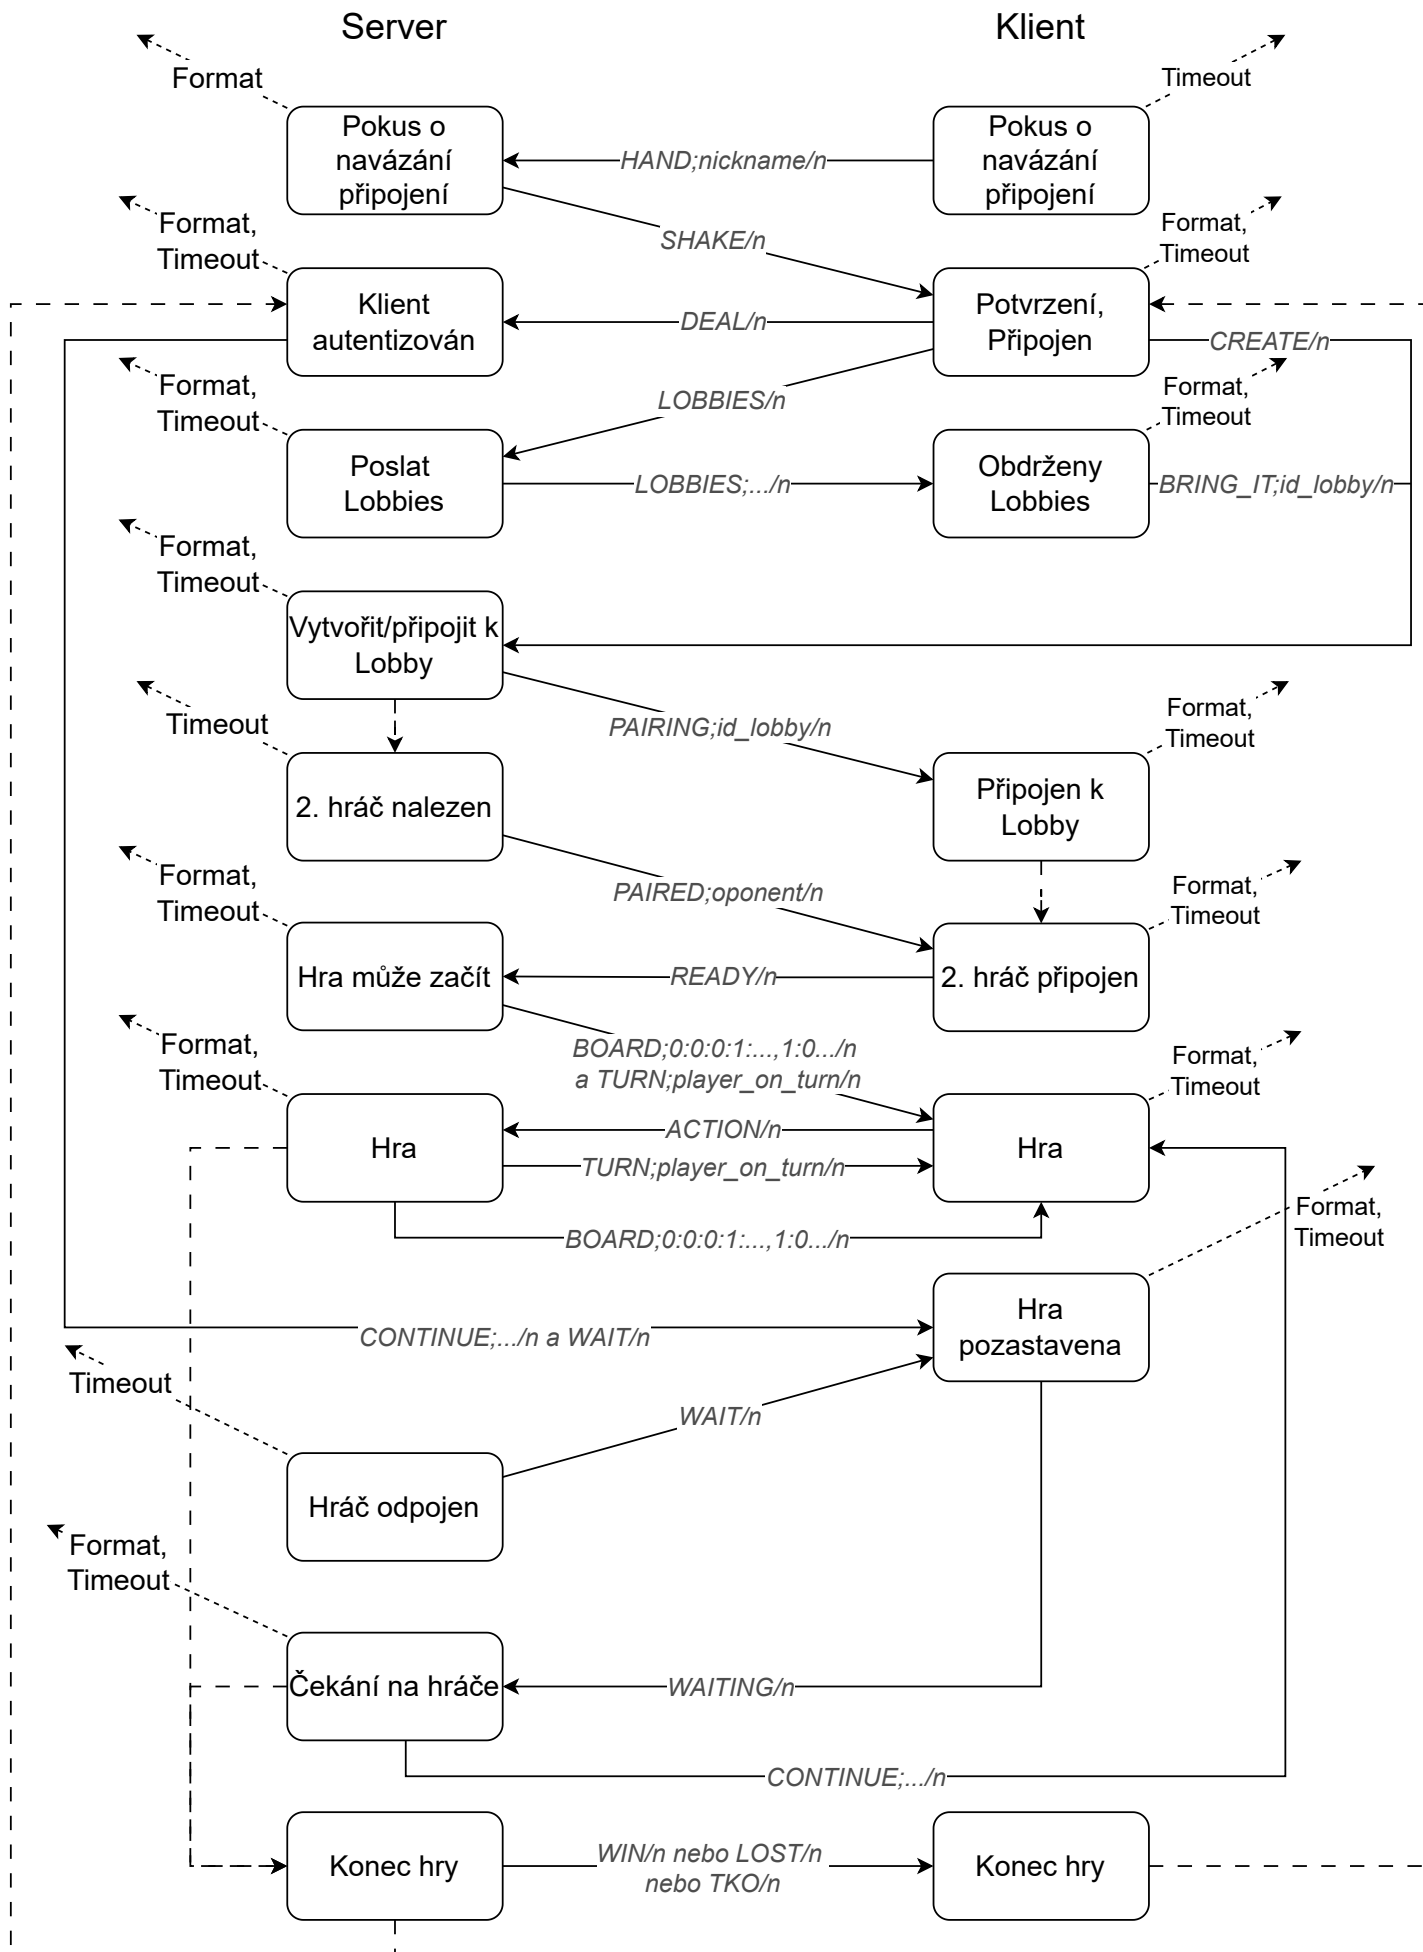 Server
Klient
Format
Timeout
Pokus o
navázání
připojení
HAND;nickname/n
Pokus o
navázání
připojení
Format,
Timeout
SHAKE/n
Format,
Timeout
Klient
autentizován
DEAL/n
Potvrzení,
Připojen
CREATE/n
Format,
Timeout
LOBBIES/n
Format,
Timeout
Poslat
Lobbies
LOBBIES;.../n
Obdrženy
Lobbies
BRING_IT;id_lobby/n
Format,
Timeout
Vytvořit/připojit k
Lobby
Timeout
PAIRING;id_lobby/n
Format,
Timeout
2. hráč nalezen
Připojen k
Lobby
Format,
Timeout
PAIRED;oponent/n
Format,
Timeout
Hra může začít
READY/n
2. hráč připojen
Format,
Timeout
BOARD;0:0:0:1:...,1:0.../n
a TURN;player_on_turn/n
Format,
Timeout
Hra
ACTION/n
TURN;player_on_turn/n
Hra
BOARD;0:0:0:1:...,1:0.../n
Format,
Timeout
CONTINUE;.../n a WAIT/n
Hra
pozastavena
Timeout
WAIT/n
Hráč odpojen
Format,
Timeout
Čekání na hráče
WAITING/n
CONTINUE;.../n
Konec hry
WIN/n nebo LOST/n
nebo TKO/n
Konec hry